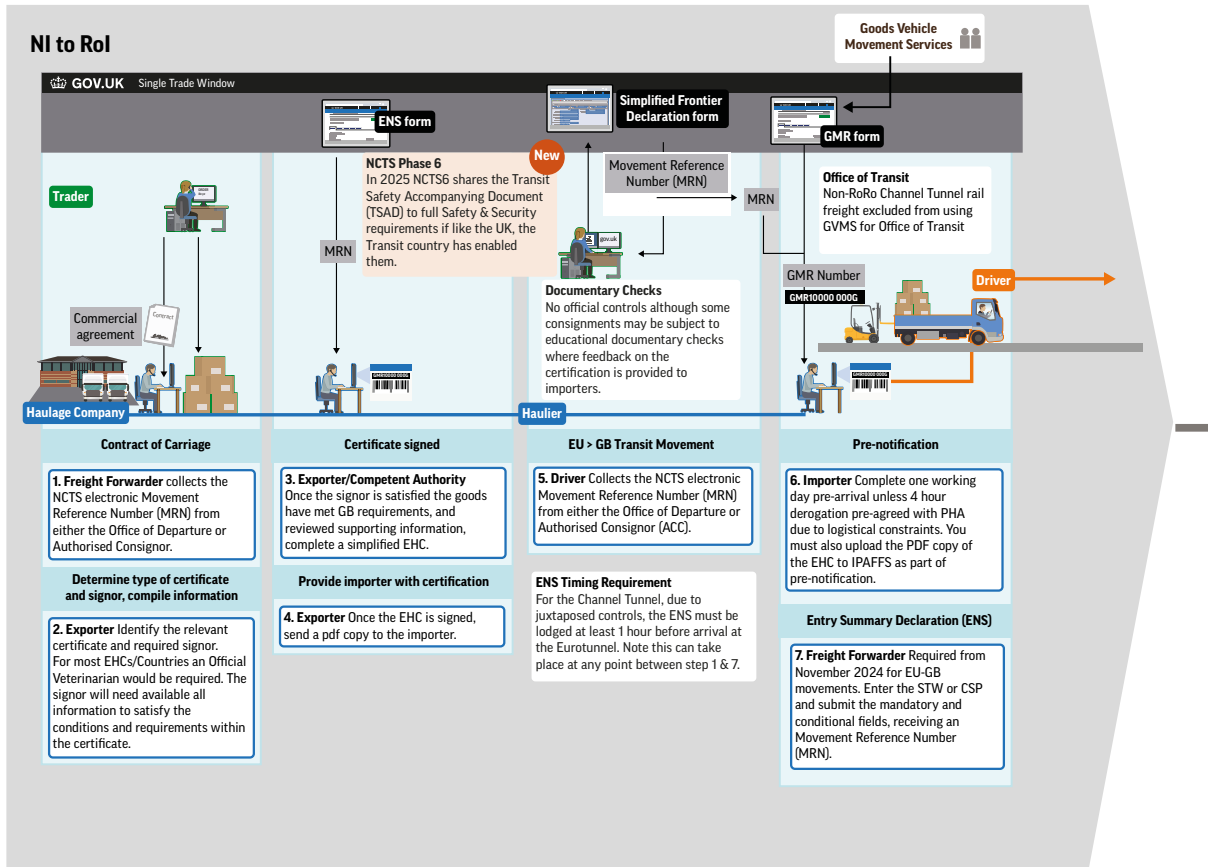 NI to RoI
Goods Vehicle
Movement Services
GOV.UK Single Trade Window
ENS form
Simplified Frontier
Declaration form
GMR form
Trader
NCTS Phase 6
In 2025 NCTS6 shares the Transit
Safety Accompanying Document
(TSAD) to full Safety & Security
requirements if like the UK, the
Transit country has enabled
them.
New
Movement Reference
Number (MRN)
MRN
MRN
gov.uk
Office of Transit
Non-RoRo Channel Tunnel rail
freight excluded from using
GVMS for Office of Transit
GMR Number
GMR10000 000G
Driver
Commercial
agreement
Contract
Documentary Checks
No official controls although some
consignments may be subject to
educational documentary checks
where feedback on the
certification is provided to
importers.
GMR10000 000G
GMR10000 000G
Haulage Company
Haulier
Contract of Carriage
1. Freight Forwarder collects the
NCTS electronic Movement
Reference Number (MRN) from
either the Office of Departure or
Authorised Consignor.
Determine type of certificate
and signor, compile information
2. Exporter Identify the relevant
certificate and required signor.
For most EHCs/Countries an Official
Veterinarian would be required. The
signor will need available all
information to satisfy the
conditions and requirements within
the certificate.
Certificate signed
3. Exporter/Competent Authority
Once the signor is satisfied the goods
have met GB requirements, and
reviewed supporting information,
complete a simplified EHC.
Provide importer with certification
4. Exporter Once the EHC is signed,
send a pdf copy to the importer.
EU > GB Transit Movement
5. Driver Collects the NCTS electronic
Movement Reference Number (MRN)
from either the Office of Departure or
Authorised Consignor (ACC).
ENS Timing Requirement
For the Channel Tunnel, due to
juxtaposed controls, the ENS must be
lodged at least 1 hour before arrival at
the Eurotunnel. Note this can take
place at any point between step 1 & 7.
Pre-notification
6. Importer Complete one working
day pre-arrival unless 4 hour
derogation pre-agreed with PHA
due to logistical constraints. You
must also upload the PDF copy of
the EHC to IPAFFS as part of
pre-notification.
Entry Summary Declaration (ENS)
7. Freight Forwarder Required from
November 2024 for EU-GB
movements. Enter the STW or CSP
and submit the mandatory and
conditional fields, receiving an
Movement Reference Number
(MRN).